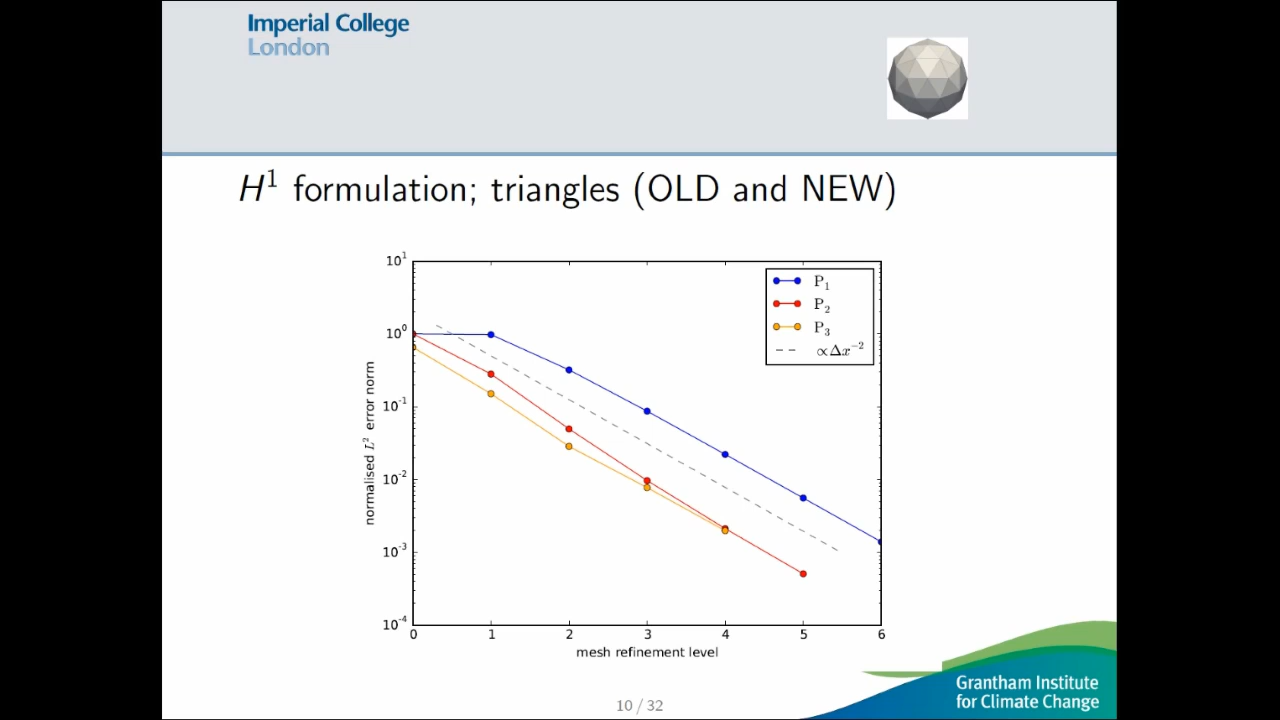 Imperial College
London
H¹ formulation; triangles (OLD and NEW)
10¹
10⁰
10⁻¹
10⁻²
10⁻³
10⁻⁴
normalised L² error norm
P₁
P₂
P₃
∝Δx⁻²
0 1 2 3 4 5 6
mesh refinement level
Grantham Institute
for Climate Change
10 / 32